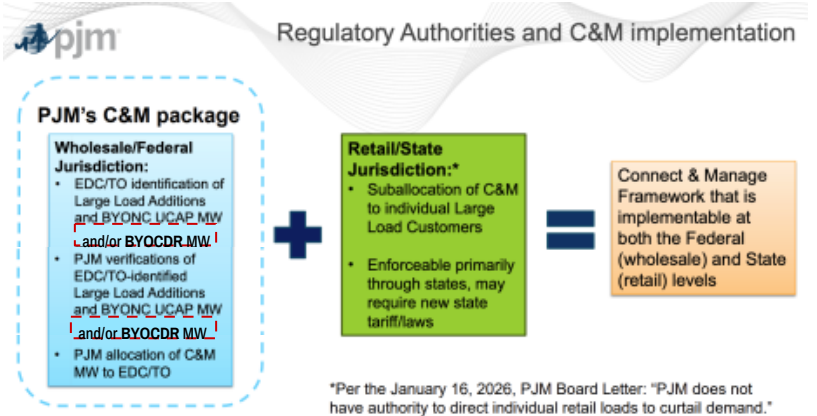 pjm
Regulatory Authorities and C&M implementation
PJM's C&M package
Wholesale/Federal
Jurisdiction:
• EDC/TO identification of
Large Load Additions
and BYONC UCAP MW
and/or BYOCDR MW
• PJM verifications of
EDC/TO-identified
Large Load Additions
and BYONC UCAP MW
and/or BYOCDR MW
• PJM allocation of C&M
MW to EDC/TO
Retail/State
Jurisdiction:*
• Suballocation of C&M
to individual Large
Load Customers
• Enforceable primarily
through states, may
require new state
tariff/laws
Connect & Manage
Framework that is
implementable at
both the Federal
(wholesale) and State
(retail) levels
*Per the January 16, 2026, PJM Board Letter: "PJM does not
have authority to direct individual retail loads to curtail demand."